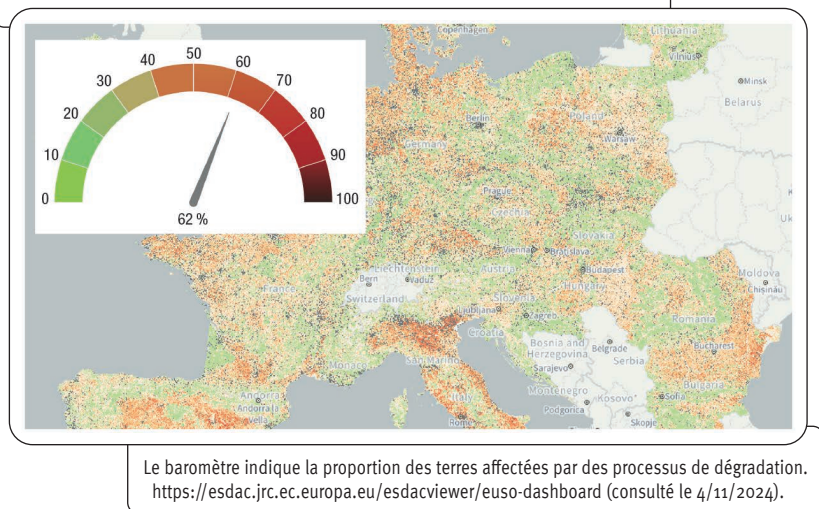 Copenhagen
Lithuania
Vilnius
Minsk
Belarus
50
40
60
30
70
20
80
10
90
0
100
62 %
Berlin
Poland
Warsaw
Germany
Prague
Czechia
Slovakia
Vienna
Bratislava
Liechtenstein
Austria
Budapest
Moldova
Bern
Vaduz
Hungary
Chișinău
France
Switzerland
Slovenia
Ljubljana
Zagreb
Romania
Croatia
Bosnia and
Herzegovina
Belgrade
Bucharest
Monaco
San Marino
Serbia
Sarajevo
Andorra
Italy
Montenegro
Kosovo*
Bulgaria
Sofia
Andorra la
Vella
Podgorica
Rome
Skopje
Le baromètre indique la proportion des terres affectées par des processus de dégradation.
https://esdac.jrc.ec.europa.eu/esdacviewer/euso-dashboard (consulté le 4/11/2024).